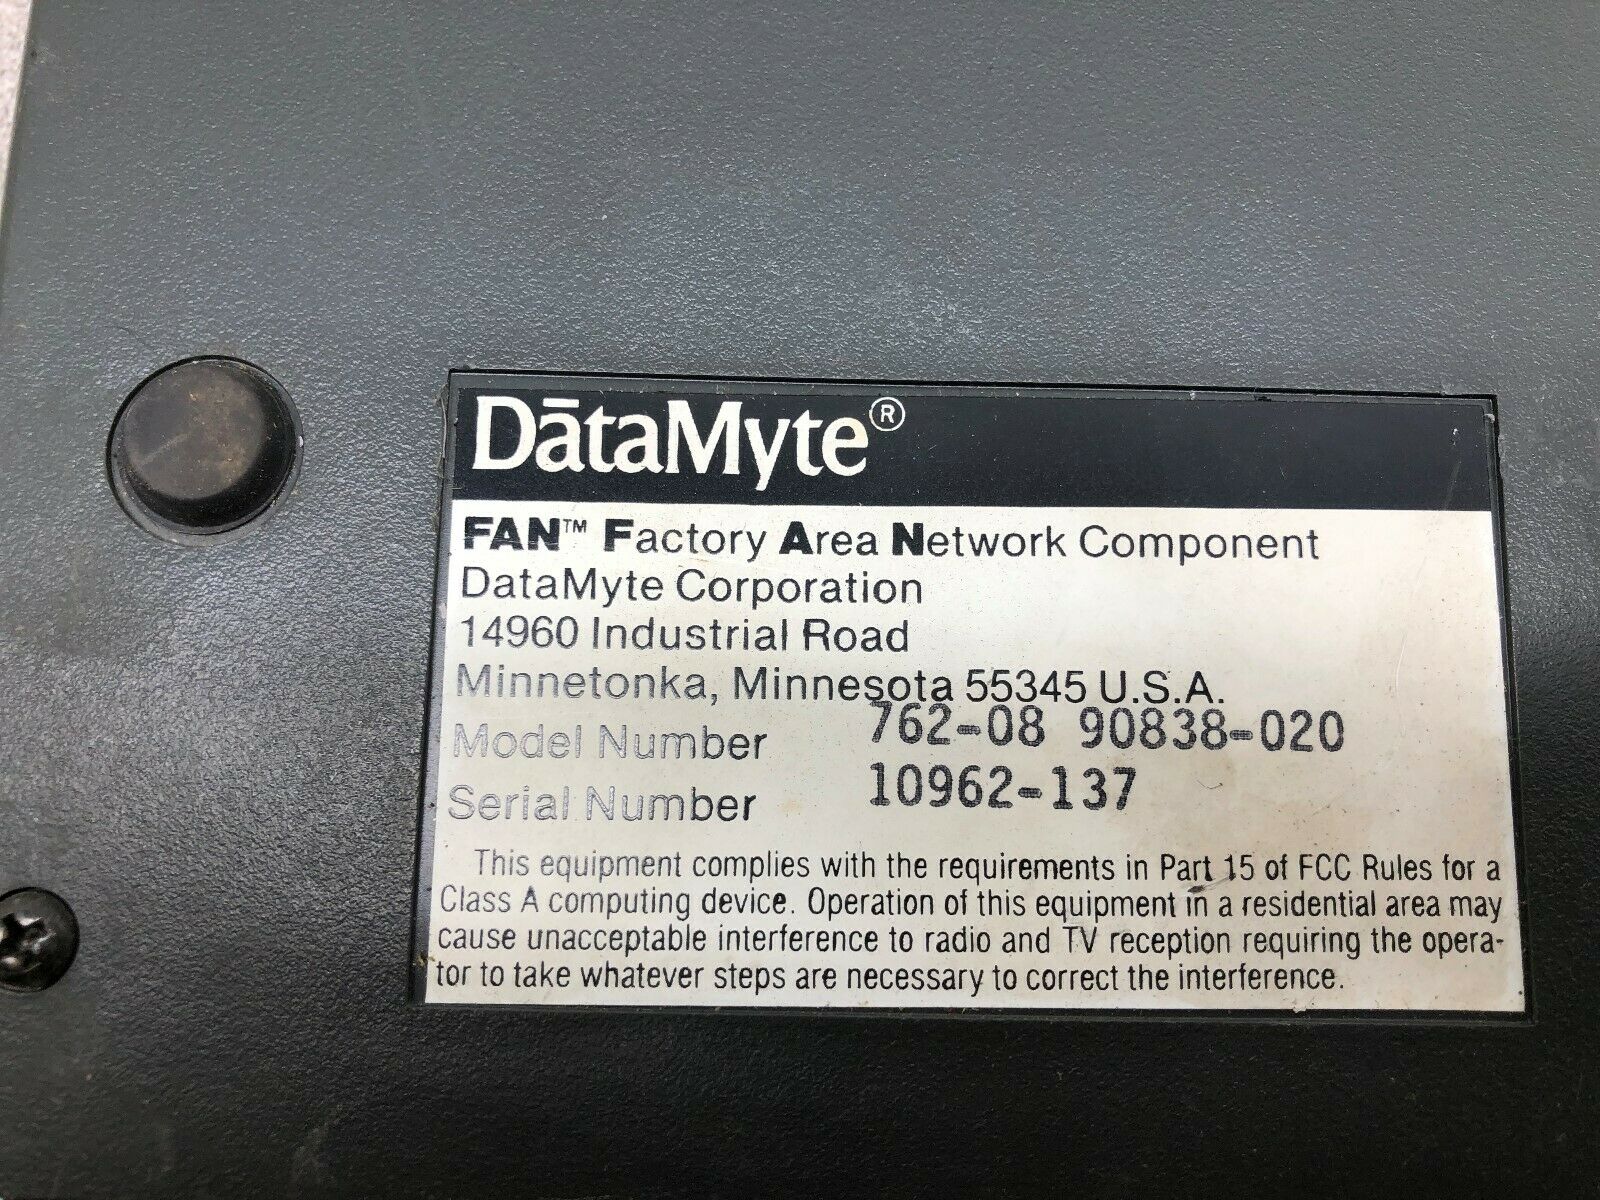 DātaMyte®
FAN™ Factory Area Network Component
DataMyte Corporation
14960 Industrial Road
Minnetonka, Minnesota 55345 U.S.A.
Model Number 762-08 90838-020
Serial Number 10962-137
This equipment complies with the requirements in Part 15 of FCC Rules for a
Class A computing device. Operation of this equipment in a residential area may
cause unacceptable interference to radio and TV reception requiring the opera-
tor to take whatever steps are necessary to correct the interference.